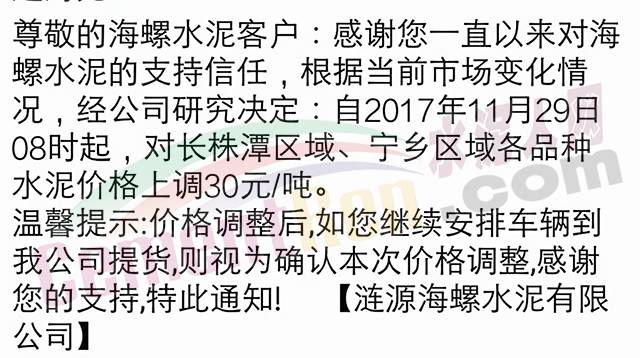 尊敬的海螺水泥客户：感谢您一直以来对海
螺水泥的支持信任，根据当前市场变化情
况，经公司研究决定：自2017年11月29日
08时起，对长株潭区域、宁乡区域各品种
水泥价格上调30元/吨。
温馨提示:价格调整后,如您继续安排车辆到
我公司提货,则视为确认本次价格调整,感谢
您的支持,特此通知! 【涟源海螺水泥有限
公司】
水泥人网
CementRen.com